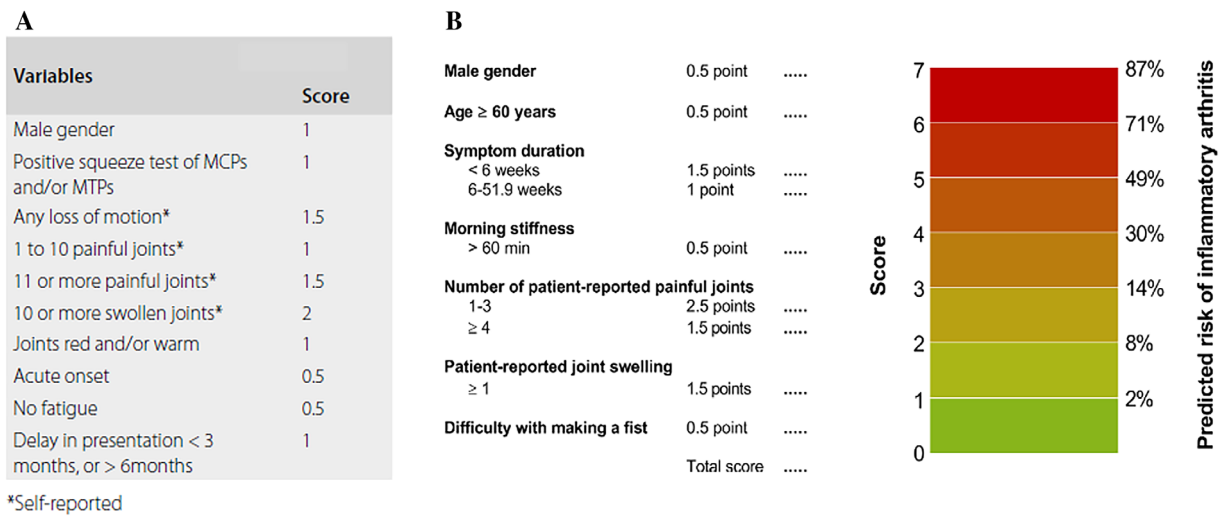 A
Variables
Score
Male gender 1
Positive squeeze test of MCPs 1
and/or MTPs
Any loss of motion* 1.5
1 to 10 painful joints* 1
11 or more painful joints* 1.5
10 or more swollen joints* 2
Joints red and/or warm 1
Acute onset 0.5
No fatigue 0.5
Delay in presentation < 3 1
months, or > 6months
*Self-reported
B
Male gender 0.5 point .....
Age ≥ 60 years 0.5 point .....
Symptom duration
< 6 weeks 1.5 points .....
6-51.9 weeks 1 point .....
Morning stiffness
> 60 min 0.5 point .....
Number of patient-reported painful joints
1-3 2.5 points .....
≥ 4 1.5 points .....
Patient-reported joint swelling
≥ 1 1.5 points .....
Difficulty with making a fist 0.5 point .....
Total score .....
Score
7 87%
6 71%
5 49%
4 30%
3 14%
2 8%
1 2%
0
Predicted risk of inflammatory arthritis